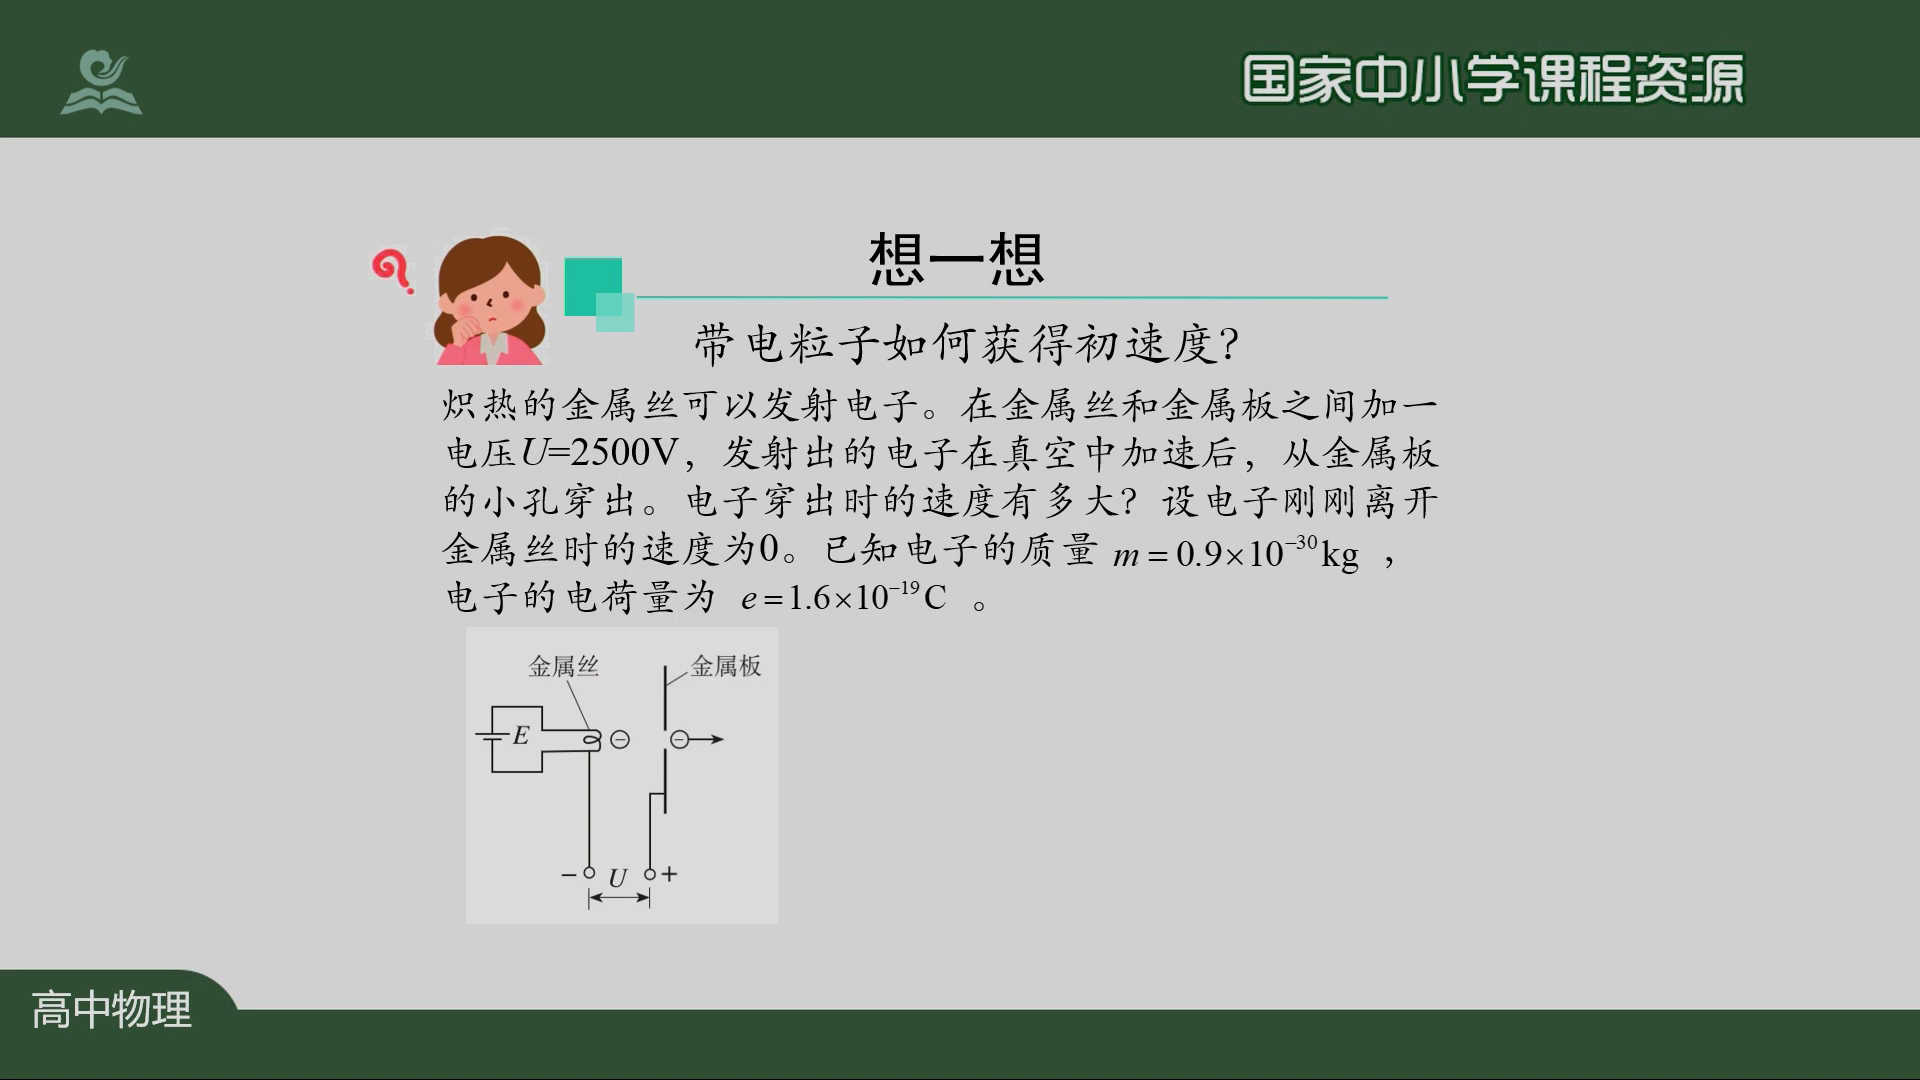 国家中小学课程资源
想一想
带电粒子如何获得初速度？
炽热的金属丝可以发射电子。在金属丝和金属板之间加一
电压U=2500V，发射出的电子在真空中加速后，从金属板
的小孔穿出。电子穿出时的速度有多大？设电子刚刚离开
金属丝时的速度为0。已知电子的质量 m = 0.9×10⁻³⁰kg ，
电子的电荷量为 e = 1.6×10⁻¹⁹C 。
金属丝 金属板
E
− U +
高中物理